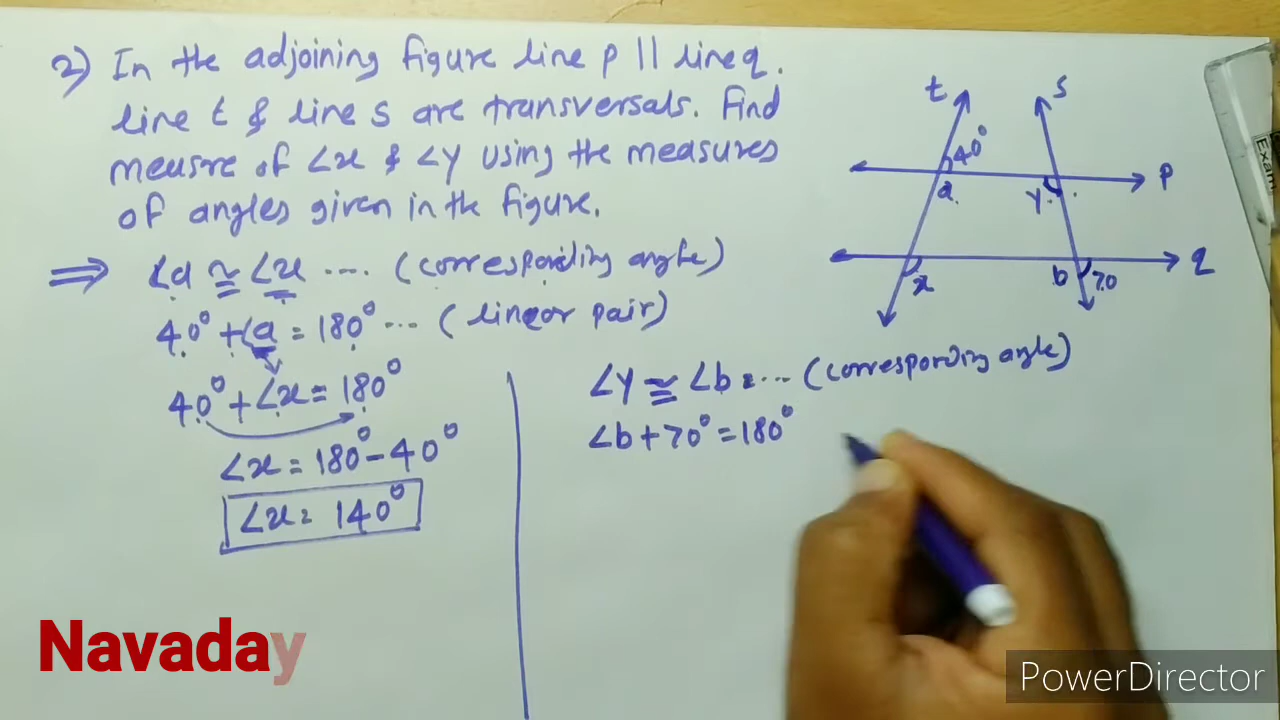 2) In the adjoining figure line p || line q.
line t & line s are transversals. Find
meusre of ∠x & ∠y using the measures
of angles given in the figure.
⇒ ∠a ≅ ∠x .... (corresponding angle)
40° + ∠a = 180° ... (linear pair)
40° + ∠x = 180°
∠x = 180° - 40°
∠x = 140°
∠y ≅ ∠b ... (corresponding angle)
∠b + 70° = 180°
t
s
40°
p
a
y
q
x
b
70
Exam
Navaday
PowerDirector